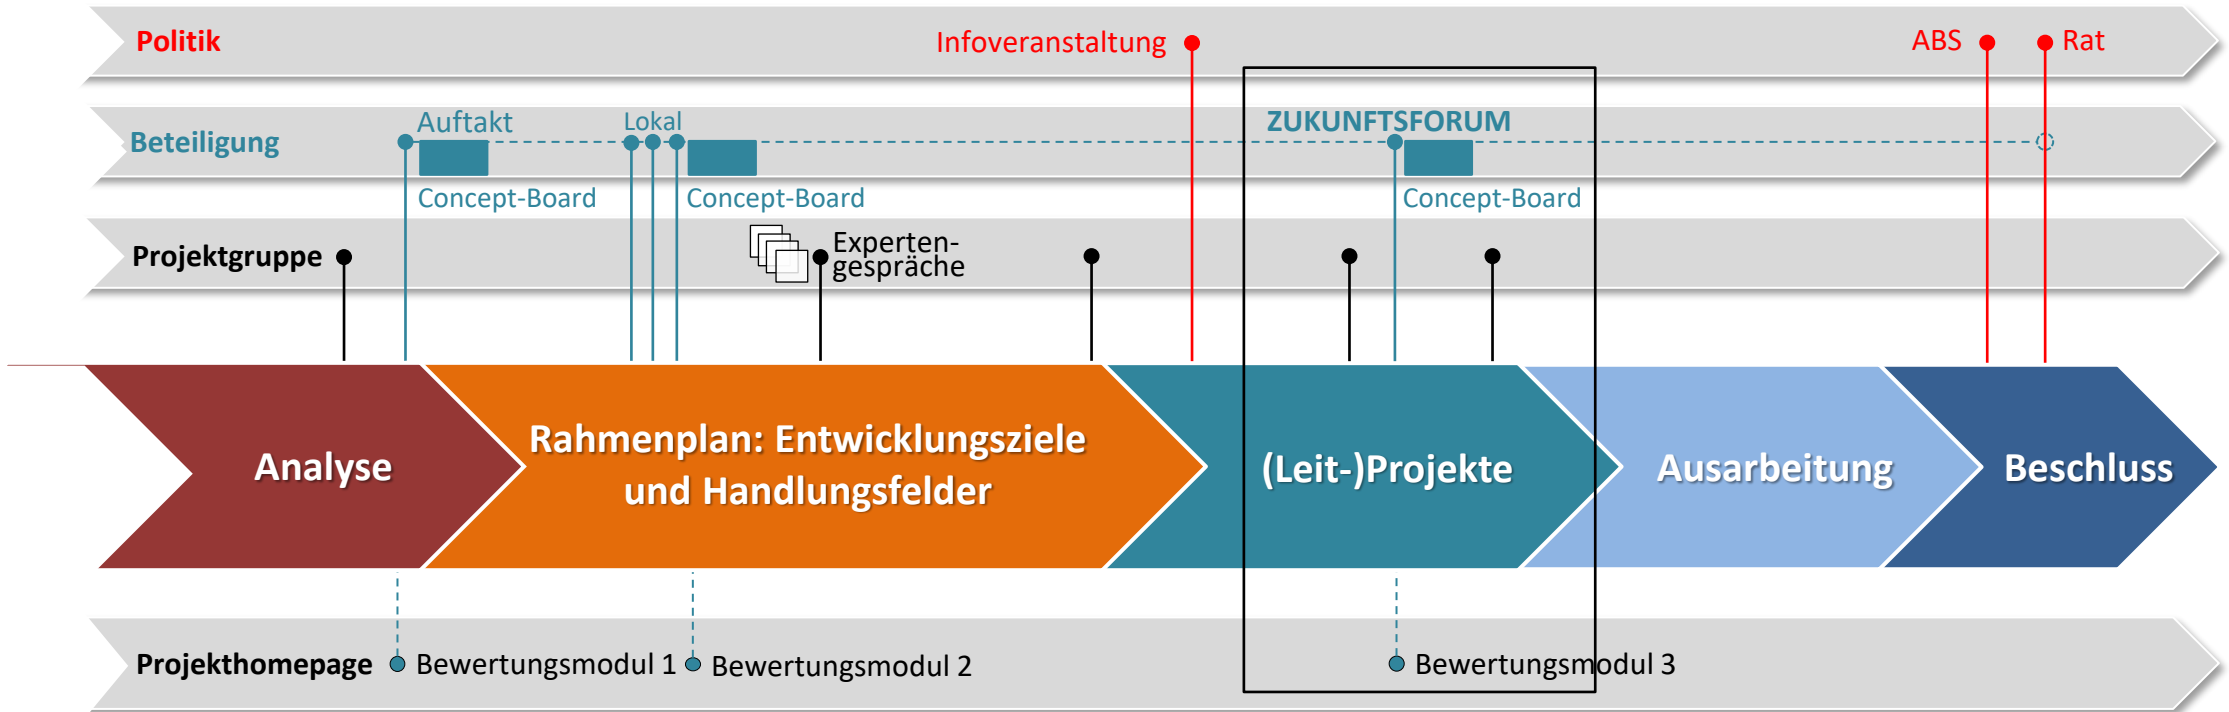 Politik
Infoveranstaltung
ABS
Rat
Beteiligung
Auftakt
Lokal
ZUKUNFTSFORUM
Concept-Board
Concept-Board
Concept-Board
Projektgruppe
Experten-
gespräche
Analyse
Rahmenplan: Entwicklungsziele
und Handlungsfelder
(Leit-)Projekte
Ausarbeitung
Beschluss
Projekthomepage
Bewertungsmodul 1
Bewertungsmodul 2
Bewertungsmodul 3